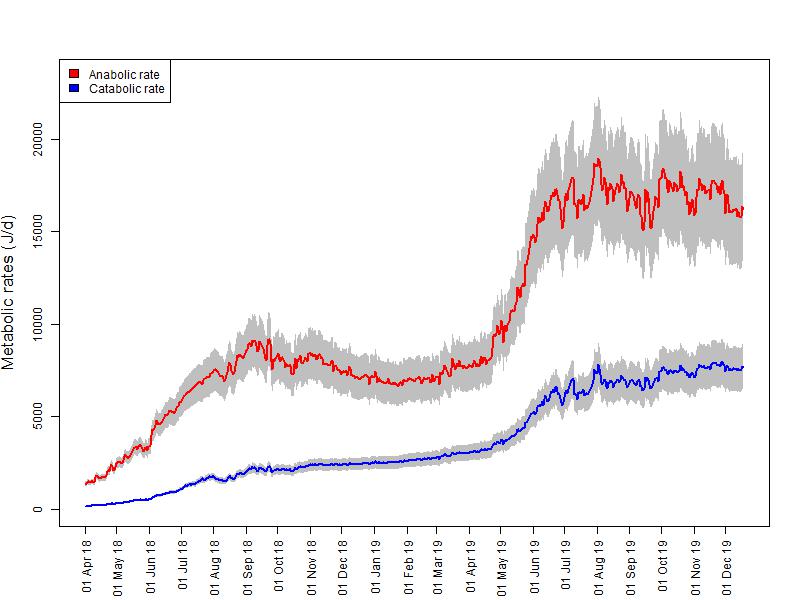 Anabolic rate
Catabolic rate
Metabolic rates (J/d)
20000
15000
10000
5000
0
01 Apr 18
01 May 18
01 Jun 18
01 Jul 18
01 Aug 18
01 Sep 18
01 Oct 18
01 Nov 18
01 Dec 18
01 Jan 19
01 Feb 19
01 Mar 19
01 Apr 19
01 May 19
01 Jun 19
01 Jul 19
01 Aug 19
01 Sep 19
01 Oct 19
01 Nov 19
01 Dec 19